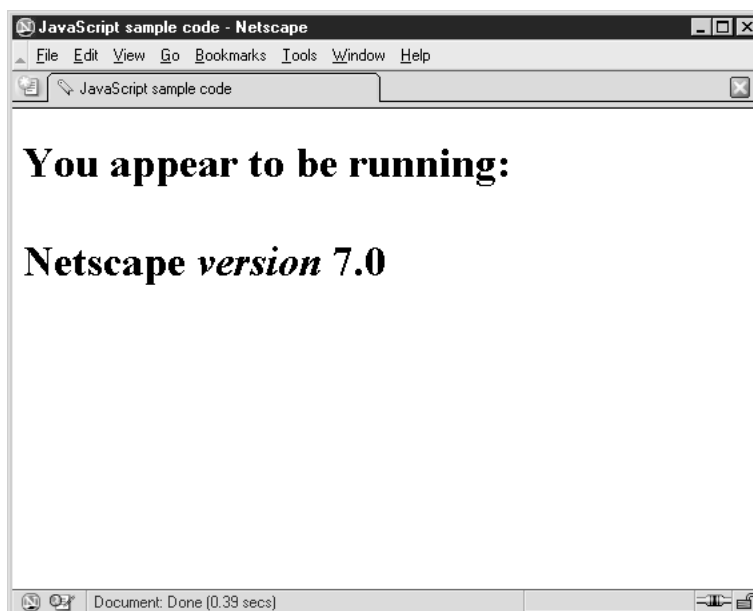 JavaScript sample code - Netscape
File Edit View Go Bookmarks Tools Window Help
JavaScript sample code
You appear to be running:
Netscape version 7.0
Document: Done (0.39 secs)